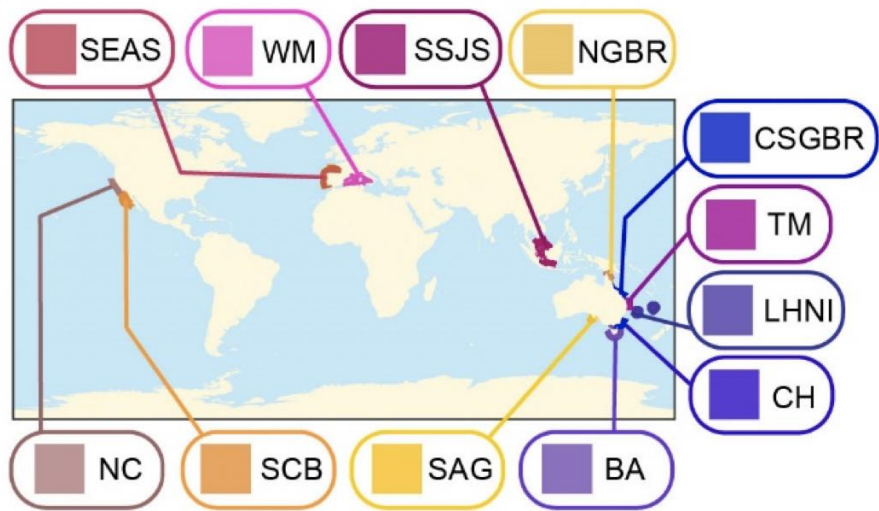 SEAS
WM
SSJS
NGBR
CSGBR
TM
LHNI
CH
NC
SCB
SAG
BA